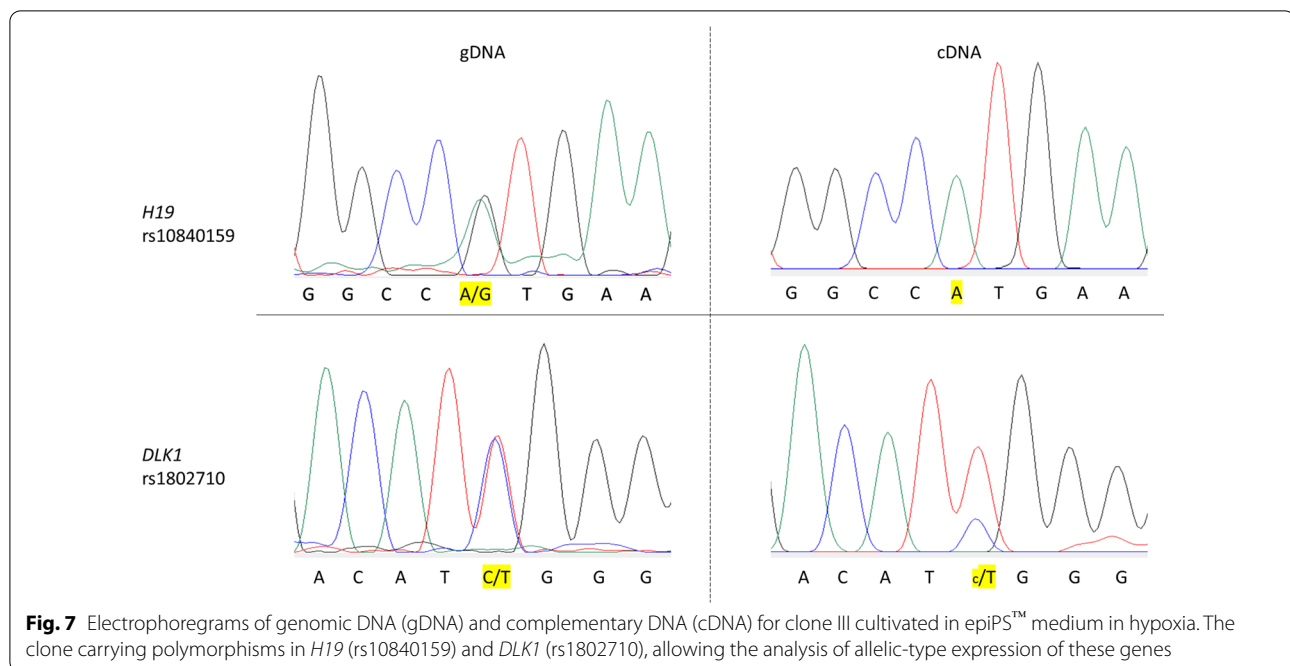 gDNA
cDNA
H19
rs10840159
G G C C A/G T G A A
G G C C A T G A A
DLK1
rs1802710
A C A T C/T G G G
A C A T c/T G G G
Fig. 7 Electrophoregrams of genomic DNA (gDNA) and complementary DNA (cDNA) for clone III cultivated in epiPS™ medium in hypoxia. The
clone carrying polymorphisms in H19 (rs10840159) and DLK1 (rs1802710), allowing the analysis of allelic-type expression of these genes